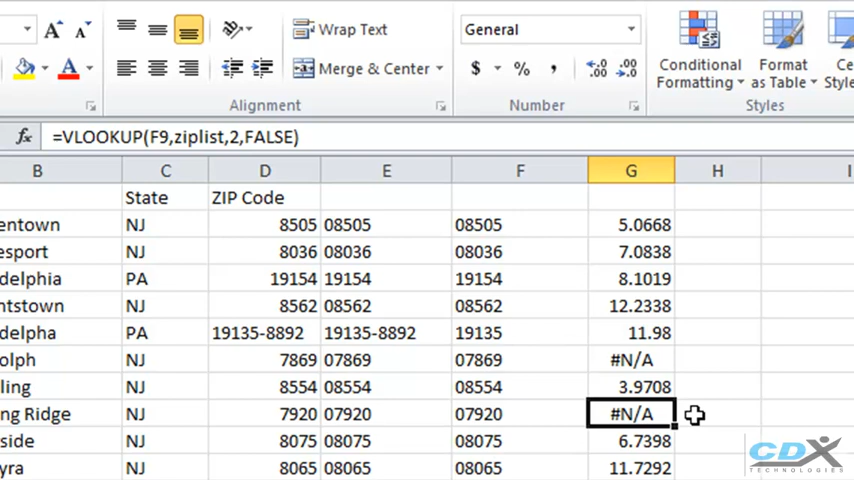 Wrap Text
General
Merge & Center
$ % , .00 .00
Conditional Formatting
Format as Table
Alignment
Number
Styles
fx =VLOOKUP(F9,ziplist,2,FALSE)
B C D E F G H I
State ZIP Code
entown NJ 8505 08505 08505 5.0668
esport NJ 8036 08036 08036 7.0838
delphia PA 19154 19154 19154 8.1019
ntstown NJ 8562 08562 08562 12.2338
delpha PA 19135-8892 19135-8892 19135 11.98
olph NJ 7869 07869 07869 #N/A
ling NJ 8554 08554 08554 3.9708
ng Ridge NJ 7920 07920 07920 #N/A
side NJ 8075 08075 08075 6.7398
yra NJ 8065 08065 08065 11.7292
CDX
TECHNOLOGIES